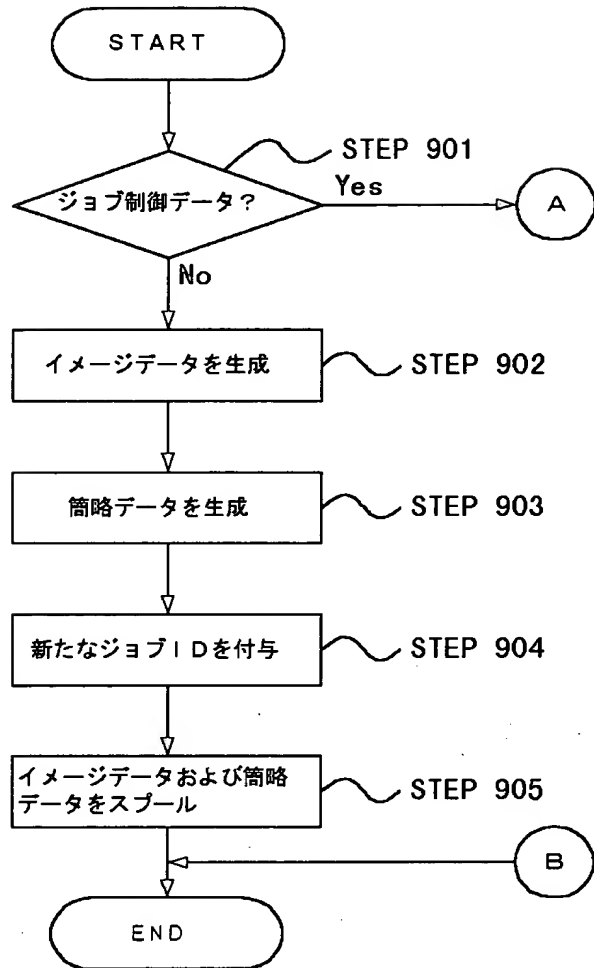 START
STEP 901
ジョブ制御データ?
Yes
A
No
イメージデータを生成
STEP 902
簡略データを生成
STEP 903
新たなジョブIDを付与
STEP 904
イメージデータおよび簡略
データをスプール
STEP 905
B
END